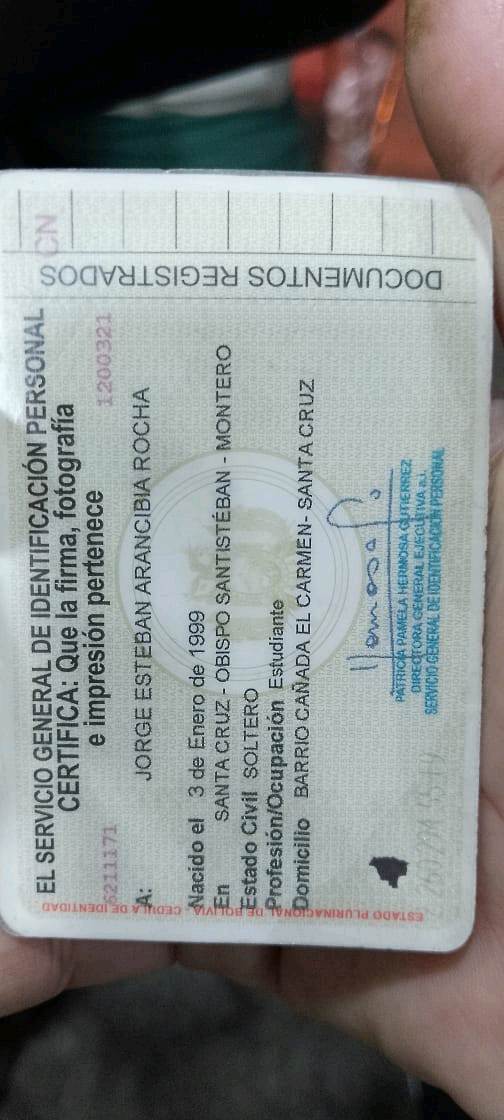 DOCUMENTOS REGISTRADOS
CN
EL SERVICIO GENERAL DE IDENTIFICACIÓN PERSONAL
CERTIFICA: Que la firma, fotografía
e impresión pertenece
6211171
1200321
A: JORGE ESTEBAN ARANCIBIA ROCHA
Nacido el 3 de Enero de 1999
En SANTA CRUZ - OBISPO SANTISTÉBAN - MONTERO
Estado Civil SOLTERO
Profesión/Ocupación Estudiante
Domicilio BARRIO CAÑADA EL CARMEN- SANTA CRUZ
PATRICIA PAMELA HERMOSA GUTIERREZ
DIRECTORA GENERAL EJECUTIVA a.i.
SERVICIO GENERAL DE IDENTIFICACIÓN PERSONAL
ESTADO PLURINACIONAL DE BOLIVIA - CEDULA DE IDENTIDAD